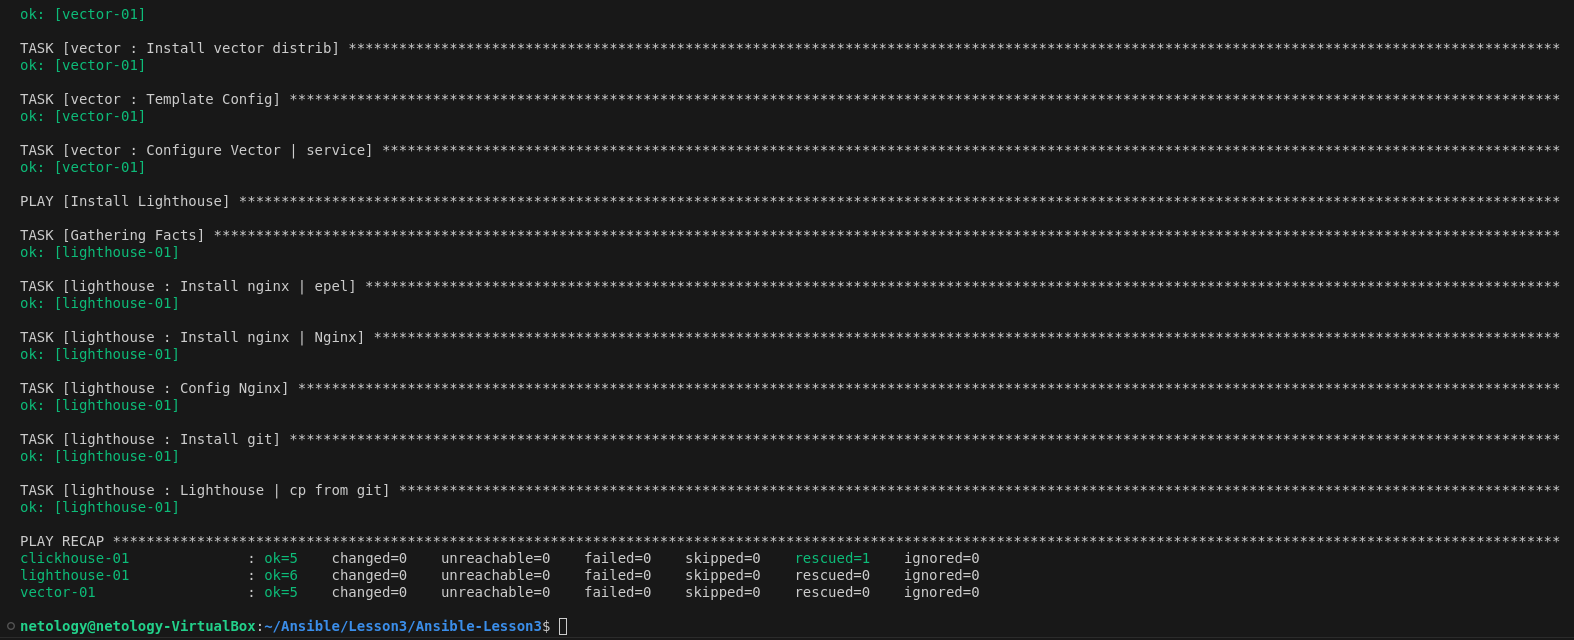 ok: [vector-01]
TASK [vector : Install vector distrib] ************************************************************************************************************************************************
ok: [vector-01]
TASK [vector : Template Config] *******************************************************************************************************************************************************
ok: [vector-01]
TASK [vector : Configure Vector | service] ********************************************************************************************************************************************
ok: [vector-01]
PLAY [Install Lighthouse] *************************************************************************************************************************************************************
TASK [Gathering Facts] ****************************************************************************************************************************************************************
ok: [lighthouse-01]
TASK [lighthouse : Install nginx | epel] **********************************************************************************************************************************************
ok: [lighthouse-01]
TASK [lighthouse : Install nginx | Nginx] *********************************************************************************************************************************************
ok: [lighthouse-01]
TASK [lighthouse : Config Nginx] ******************************************************************************************************************************************************
ok: [lighthouse-01]
TASK [lighthouse : Install git] *******************************************************************************************************************************************************
ok: [lighthouse-01]
TASK [lighthouse : Lighthouse | cp from git] ******************************************************************************************************************************************
ok: [lighthouse-01]
PLAY RECAP ****************************************************************************************************************************************************************************
clickhouse-01              : ok=5    changed=0    unreachable=0    failed=0    skipped=0    rescued=1    ignored=0
lighthouse-01              : ok=6    changed=0    unreachable=0    failed=0    skipped=0    rescued=0    ignored=0
vector-01                  : ok=5    changed=0    unreachable=0    failed=0    skipped=0    rescued=0    ignored=0
netology@netology-VirtualBox:~/Ansible/Lesson3/Ansible-Lesson3$